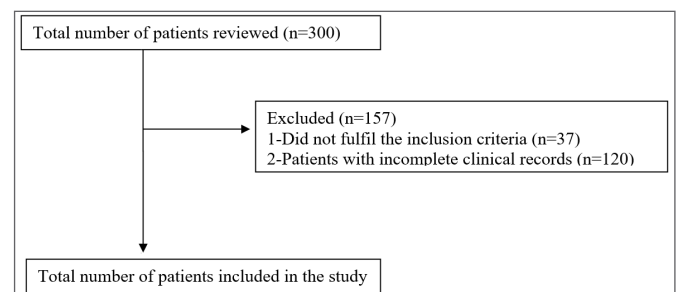 Total number of patients reviewed (n=300)
Excluded (n=157)
1-Did not fulfil the inclusion criteria (n=37)
2-Patients with incomplete clinical records (n=120)
Total number of patients included in the study